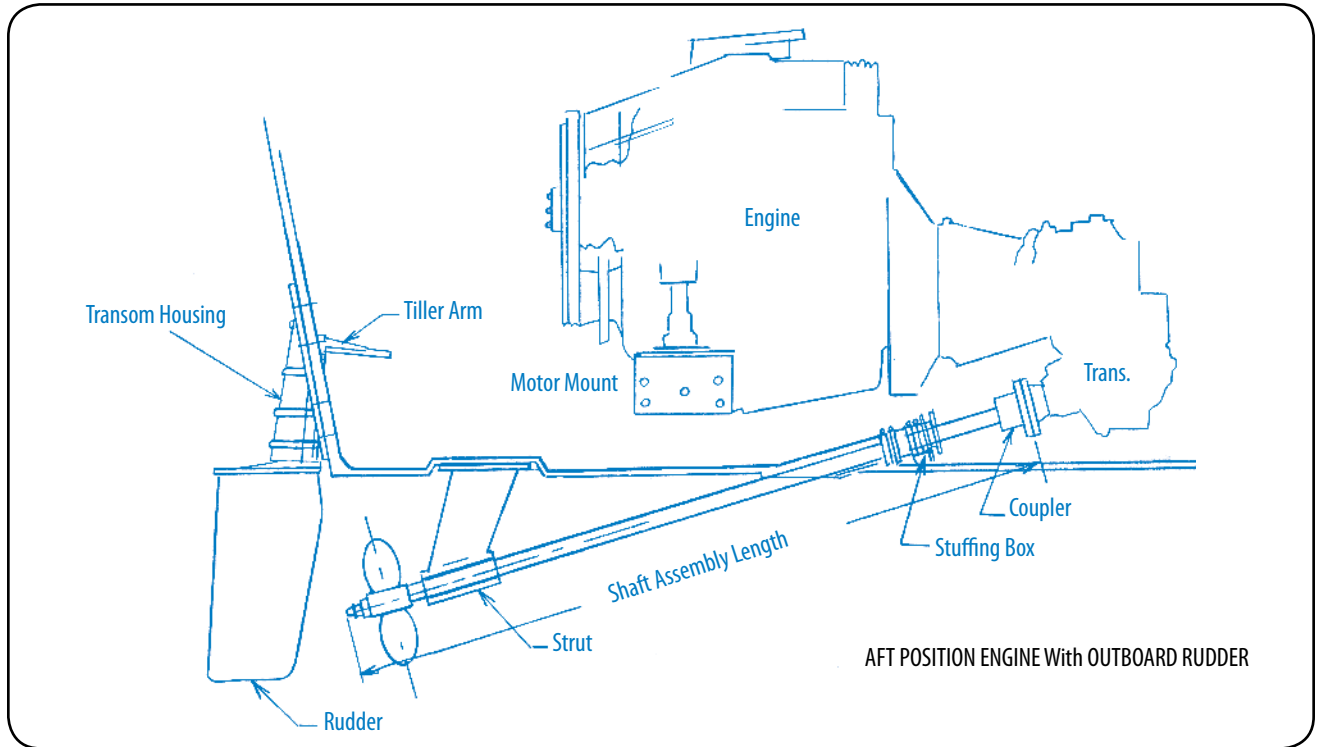 Engine
Transom Housing
Tiller Arm
Motor Mount
Trans.
Coupler
Stuffing Box
Shaft Assembly Length
Strut
AFT POSITION ENGINE With OUTBOARD RUDDER
Rudder